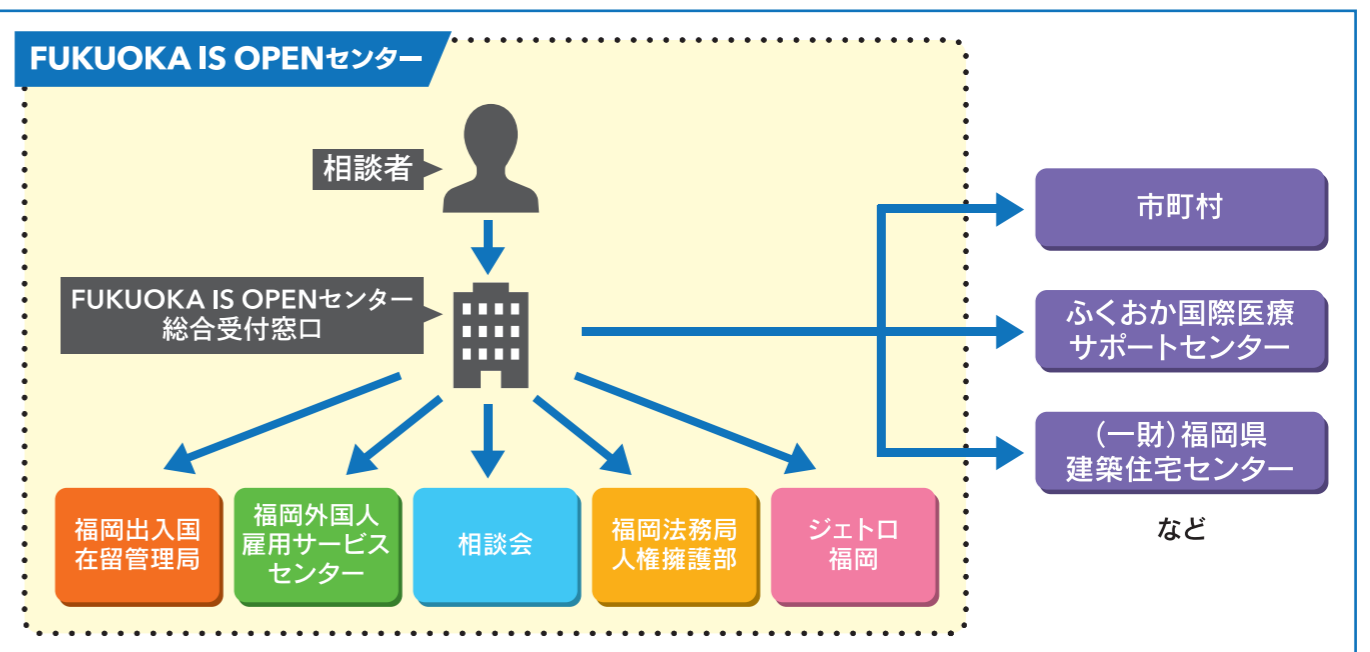 FUKUOKA IS OPENセンター
相談者
FUKUOKA IS OPENセンター
総合受付窓口
福岡出入国
在留管理局
福岡外国人
雇用サービス
センター
相談会
福岡法務局
人権擁護部
ジェトロ
福岡
市町村
ふくおか国際医療
サポートセンター
(一財)福岡県
建築住宅センター
など